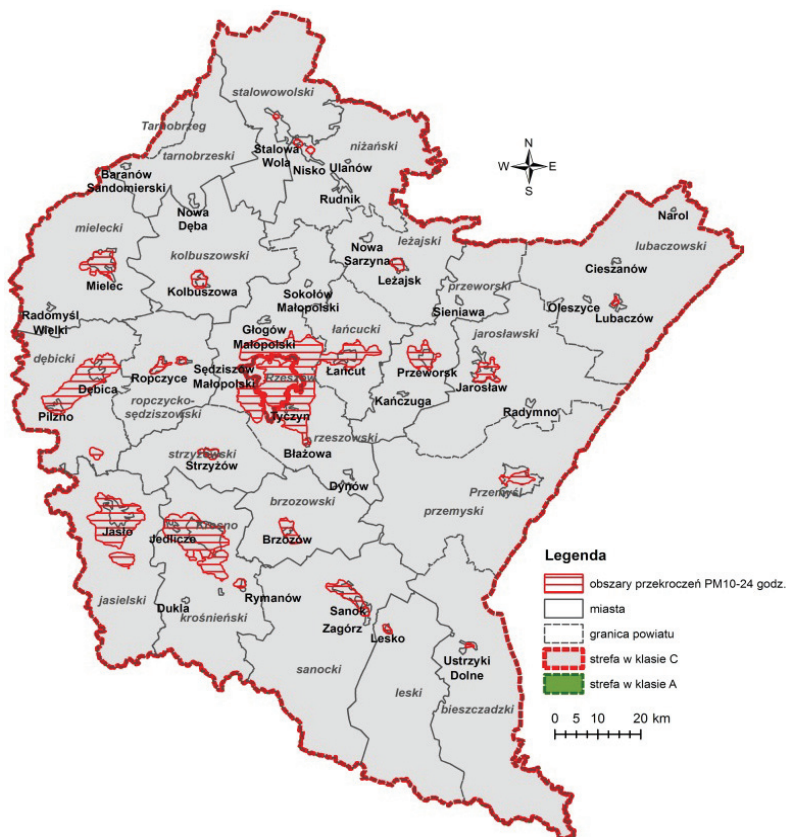 stalowowolski
Tarnobrzeg
tarnobrzeski
Stalowa
Wola
niżański
Nisko
Ulanów
Rudnik
Baranów
Sandomierski
Nowa
Dęba
N
W
E
S
Narol
lubaczowski
Cieszanów
Oleszyce
Lubaczów
mielecki
Mielec
kolbuszowski
Kolbuszowa
leżajski
Nowa
Sarzyna
Leżajsk
przeworski
Sieniawa
Sokołów
Małopolski
Radomyśl
Wielki
Głogów
Małopolski
łańcucki
Łańcut
jarosławski
Przeworsk
Jarosław
dębicki
Dębica
Ropczyce
Sędziszów
Małopolski
Rzeszów
Pilzno
ropczycko-
sędziszowski
Tyczyn
Kańczuga
Radymno
rzeszowski
Błażowa
strzyżowski
Strzyżów
Dynów
Przemyśl
przemyski
brzozowski
Brzozów
Jasło
Jedlicze
Krosno
jasielski
Dukla
Rymanów
krośnieński
Sanok
Zagórz
Lesko
sanocki
leski
Ustrzyki
Dolne
bieszczadzki
Legenda
obszary przekroczeń PM10-24 godz.
miasta
granica powiatu
strefa w klasie C
strefa w klasie A
0 5 10 20 km